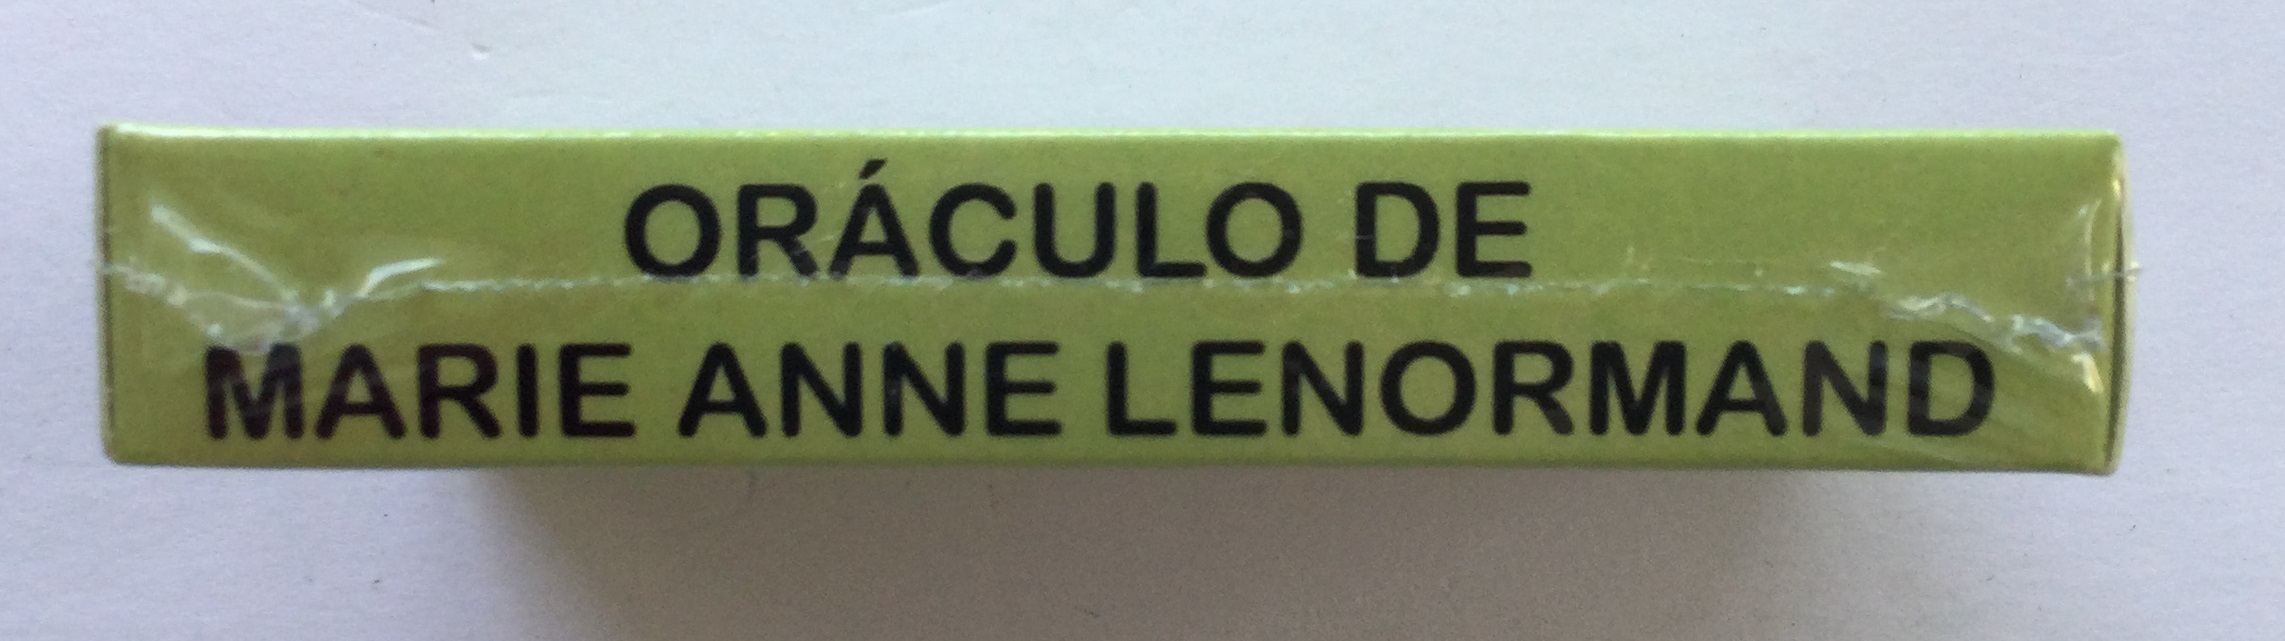 ORÁCULO DE
MARIE ANNE LENORMAND